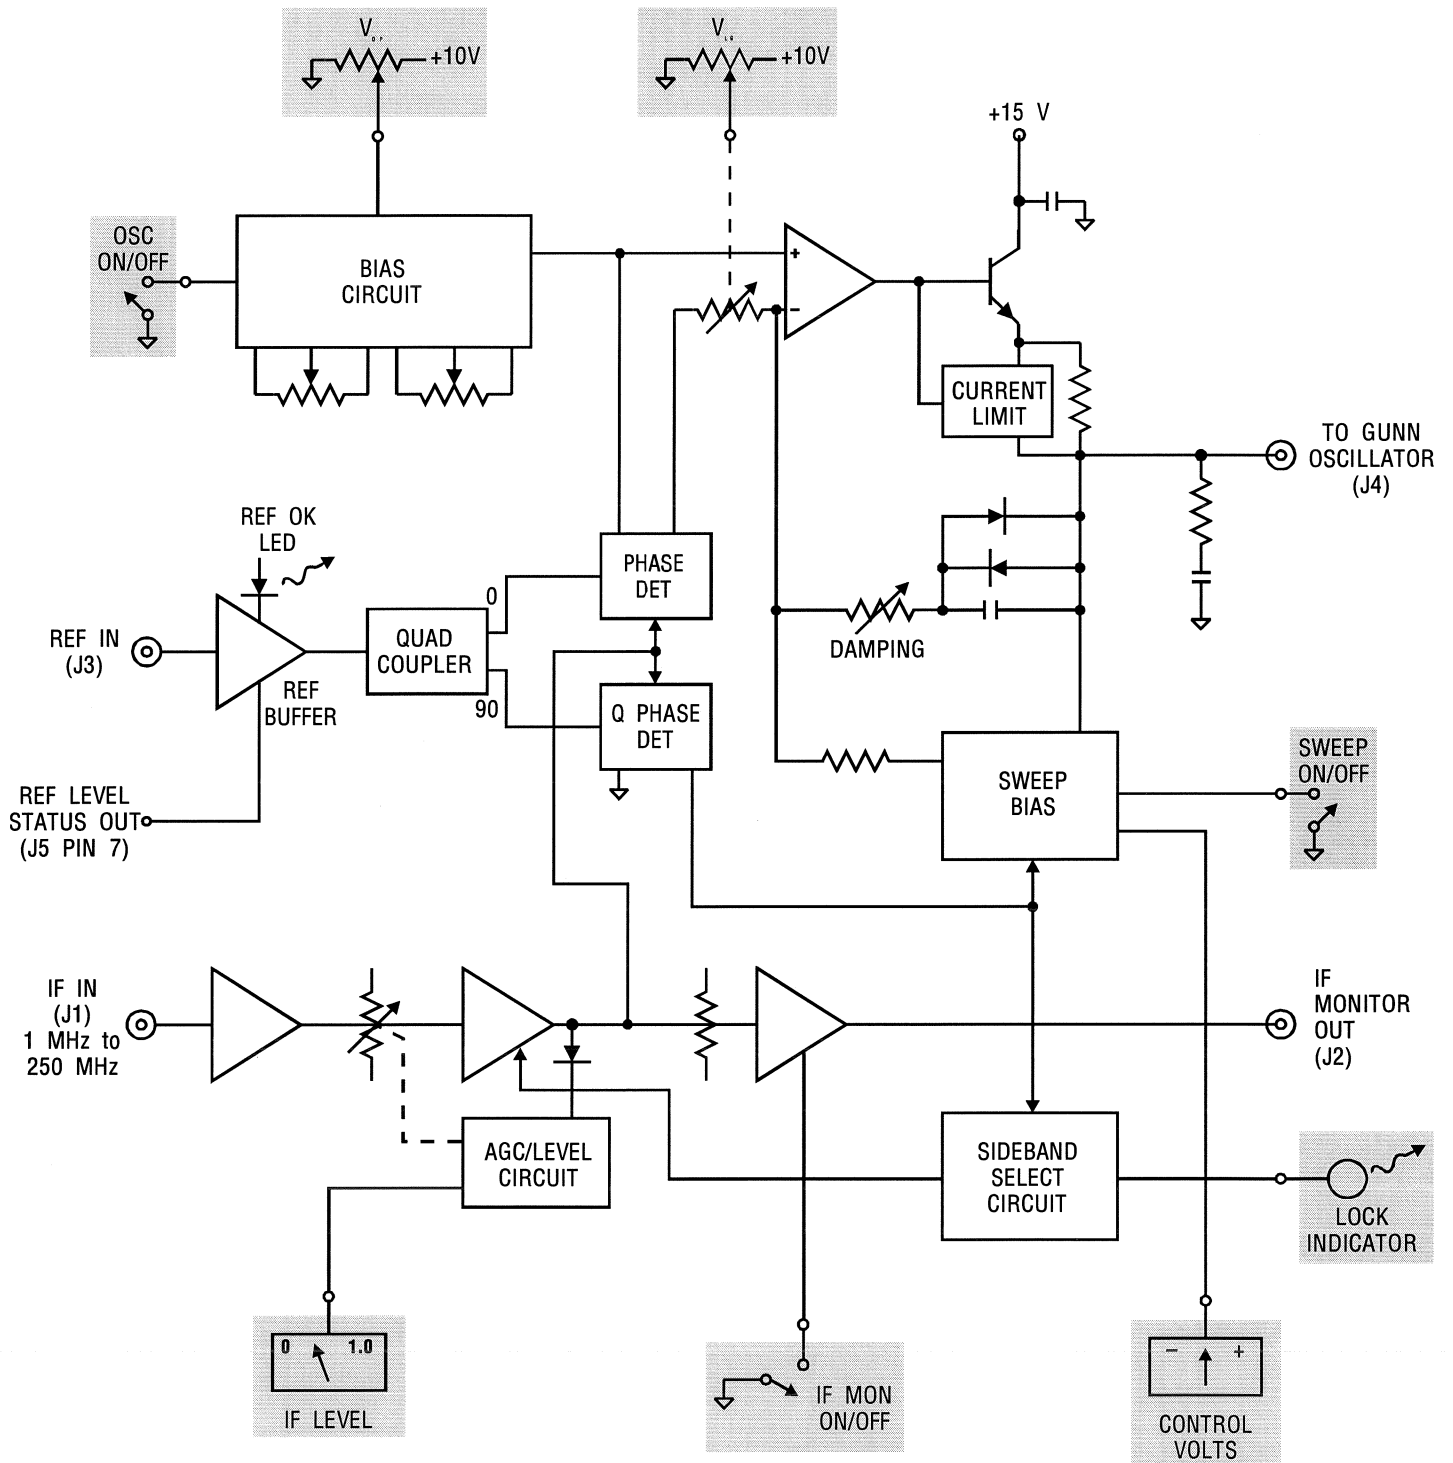 V
OP
+10V
V
LG
+10V
+15 V
OSC
ON/OFF
BIAS
CIRCUIT
+
−
CURRENT
LIMIT
TO GUNN
OSCILLATOR
(J4)
REF OK
LED
PHASE
DET
0
REF IN
(J3)
QUAD
COUPLER
DAMPING
REF
BUFFER
90
Q PHASE
DET
SWEEP
BIAS
SWEEP
ON/OFF
REF LEVEL
STATUS OUT
(J5 PIN 7)
IF IN
(J1)
1 MHz to
250 MHz
IF
MONITOR
OUT
(J2)
AGC/LEVEL
CIRCUIT
SIDEBAND
SELECT
CIRCUIT
LOCK
INDICATOR
0 1.0
IF LEVEL
IF MON
ON/OFF
− +
CONTROL
VOLTS